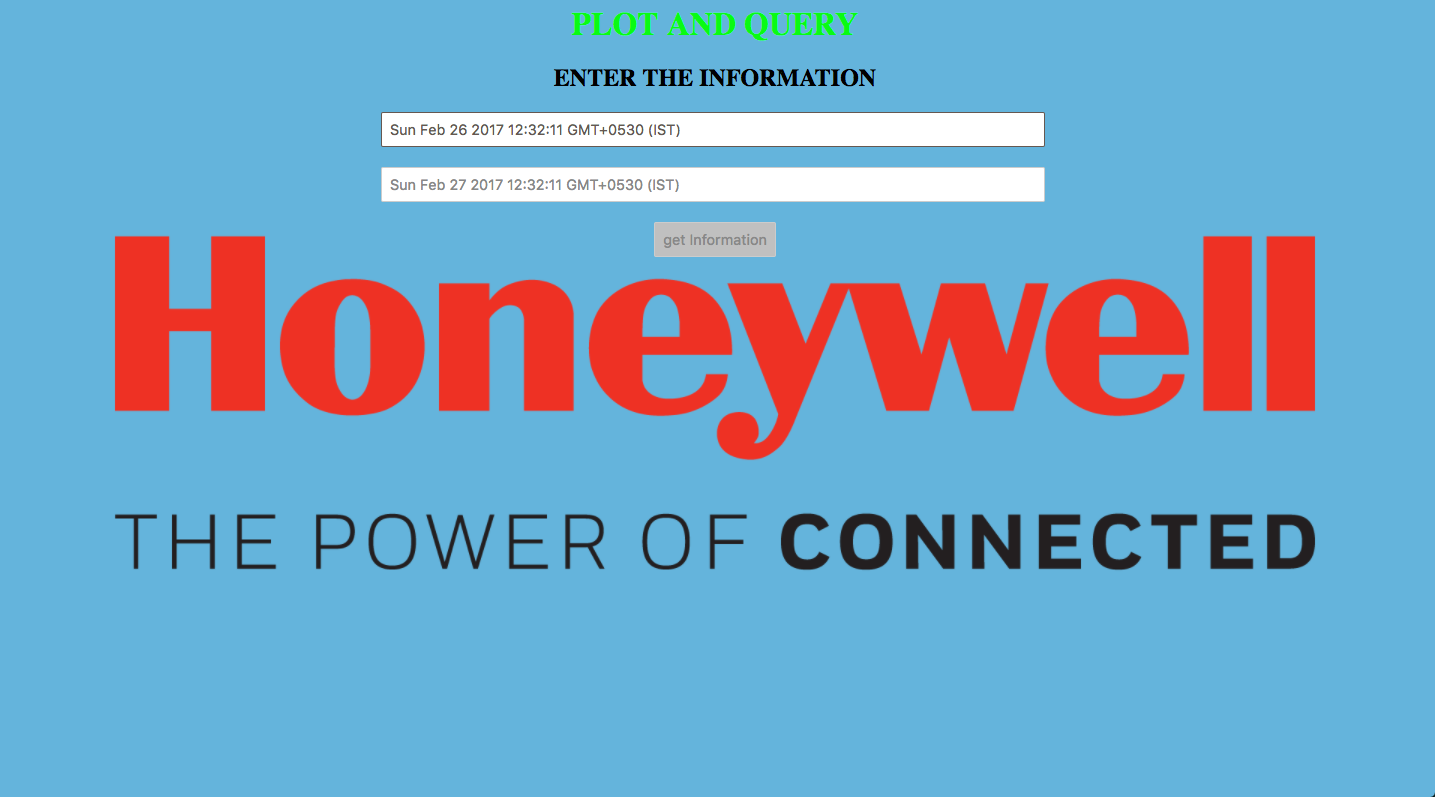 PLOT AND QUERY
ENTER THE INFORMATION
Sun Feb 26 2017 12:32:11 GMT+0530 (IST)
Sun Feb 27 2017 12:32:11 GMT+0530 (IST)
get Information
Honeywell
THE POWER OF CONNECTED